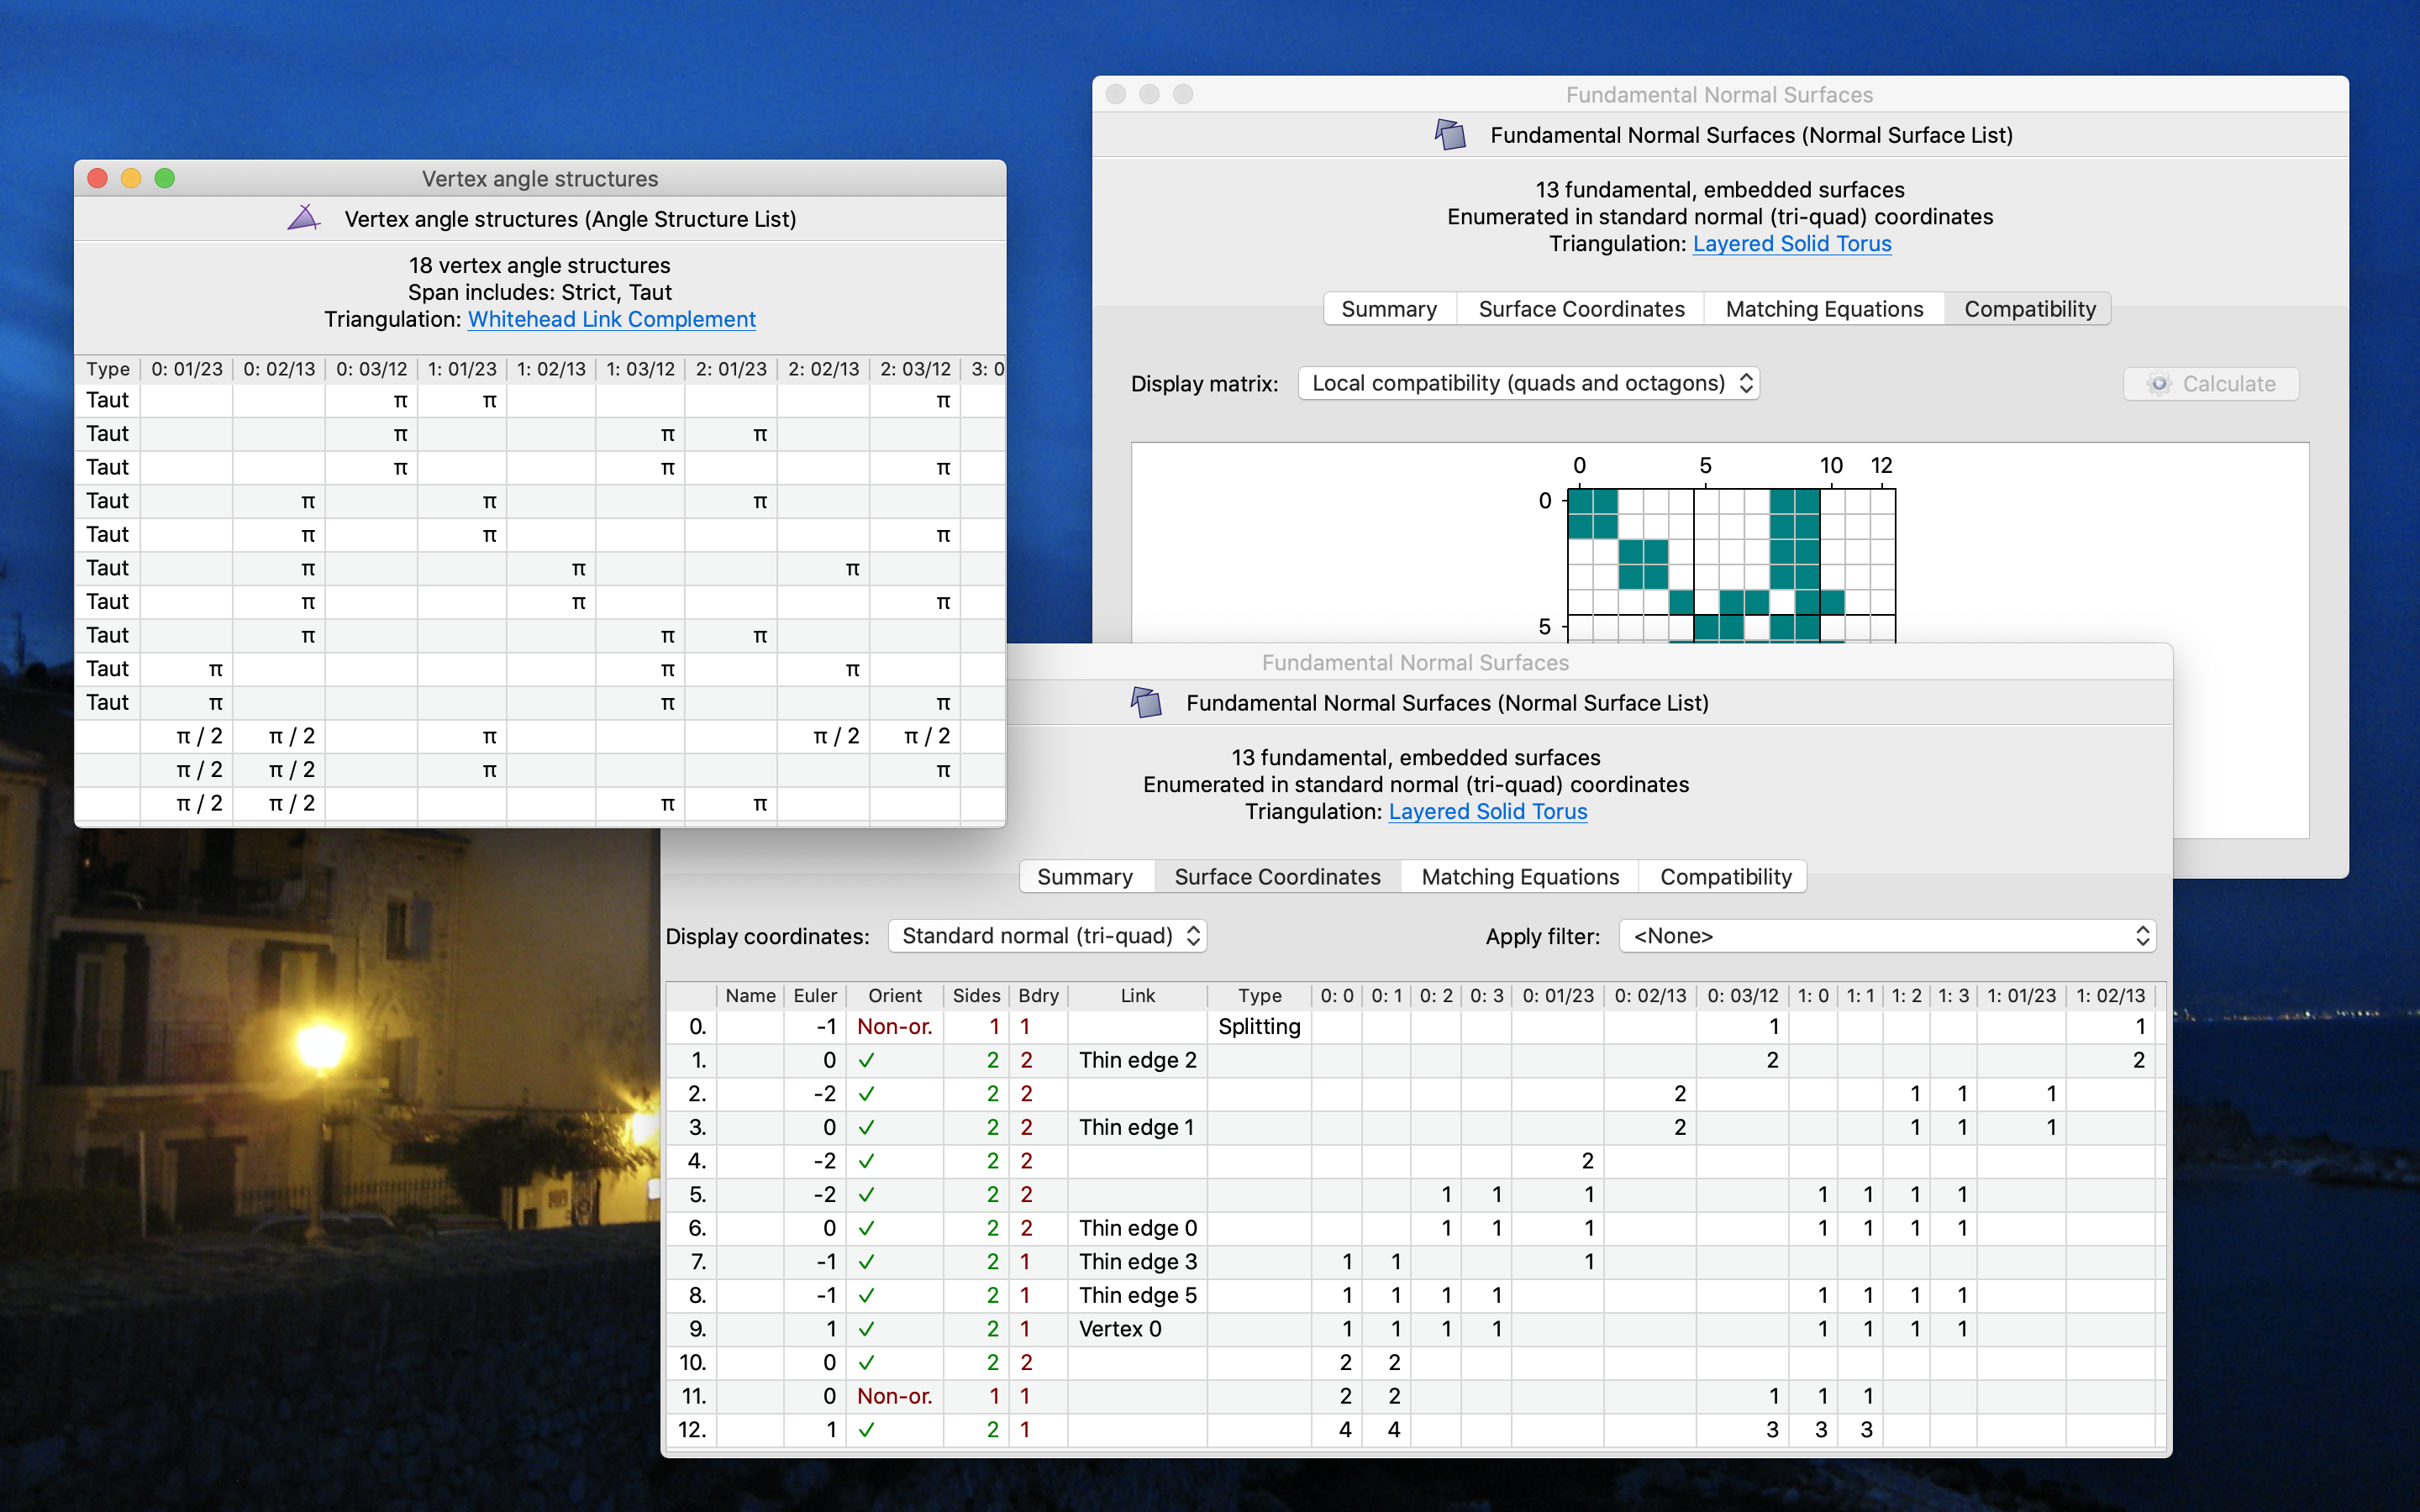 Vertex angle structures
Vertex angle structures (Angle Structure List)
18 vertex angle structures
Span includes: Strict, Taut
Triangulation: Whitehead Link Complement
Type 0: 01/23 0: 02/13 0: 03/12 1: 01/23 1: 02/13 1: 03/12 2: 01/23 2: 02/13 2: 03/12 3: 0
Taut π π π
Taut π π π
Taut π π π
Taut π π π
Taut π π π
Taut π π π
Taut π π π
Taut π π π
Taut π π π
Taut π π π
π / 2 π / 2 π π / 2 π / 2
π / 2 π / 2 π π
π / 2 π / 2 π π
Fundamental Normal Surfaces
Fundamental Normal Surfaces (Normal Surface List)
13 fundamental, embedded surfaces
Enumerated in standard normal (tri-quad) coordinates
Triangulation: Layered Solid Torus
Summary Surface Coordinates Matching Equations Compatibility
Display matrix: Local compatibility (quads and octagons) Calculate
0 5 10 12
0
5
Fundamental Normal Surfaces
Fundamental Normal Surfaces (Normal Surface List)
13 fundamental, embedded surfaces
Enumerated in standard normal (tri-quad) coordinates
Triangulation: Layered Solid Torus
Summary Surface Coordinates Matching Equations Compatibility
Display coordinates: Standard normal (tri-quad) Apply filter: <None>
Name Euler Orient Sides Bdry Link Type 0: 0 0: 1 0: 2 0: 3 0: 01/23 0: 02/13 0: 03/12 1: 0 1: 1 1: 2 1: 3 1: 01/23 1: 02/13
0. -1 Non-or. 1 1 Splitting 1 1
1. 0 ✓ 2 2 Thin edge 2 2 2
2. -2 ✓ 2 2 2 1 1 1
3. 0 ✓ 2 2 Thin edge 1 2 1 1 1
4. -2 ✓ 2 2 2
5. -2 ✓ 2 2 1 1 1 1 1 1 1
6. 0 ✓ 2 2 Thin edge 0 1 1 1 1 1 1 1
7. -1 ✓ 2 1 Thin edge 3 1 1 1
8. -1 ✓ 2 1 Thin edge 5 1 1 1 1 1 1 1 1
9. 1 ✓ 2 1 Vertex 0 1 1 1 1 1 1 1 1
10. 0 ✓ 2 2 2 2
11. 0 Non-or. 1 1 2 2 1 1 1
12. 1 ✓ 2 1 4 4 3 3 3